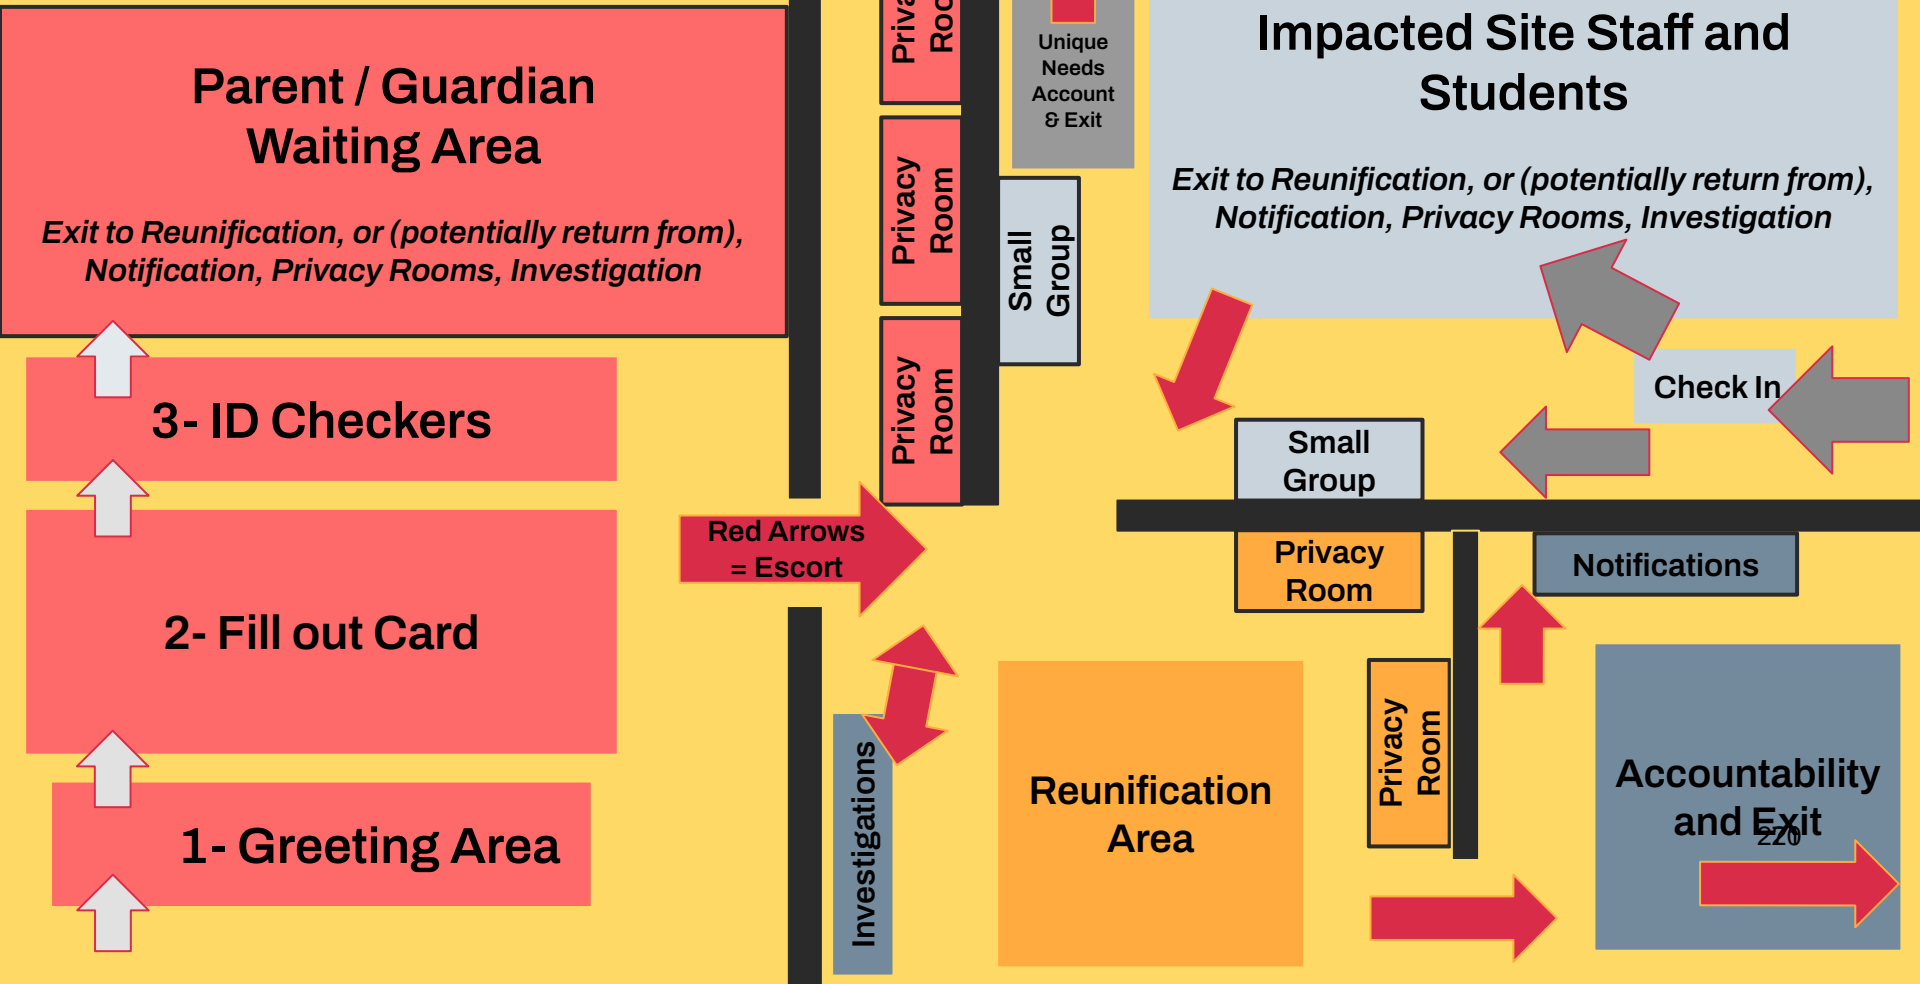 Parent / Guardian
Waiting Area
Exit to Reunification, or (potentially return from),
Notification, Privacy Rooms, Investigation
3- ID Checkers
2- Fill out Card
1- Greeting Area
Red Arrows
= Escort
Privacy
Room
Privacy
Room
Small
Group
Unique
Needs
Account
& Exit
Impacted Site Staff and
Students
Exit to Reunification, or (potentially return from),
Notification, Privacy Rooms, Investigation
Check In
Small
Group
Privacy
Room
Notifications
Investigations
Reunification
Area
Privacy
Room
Accountability
and Exit